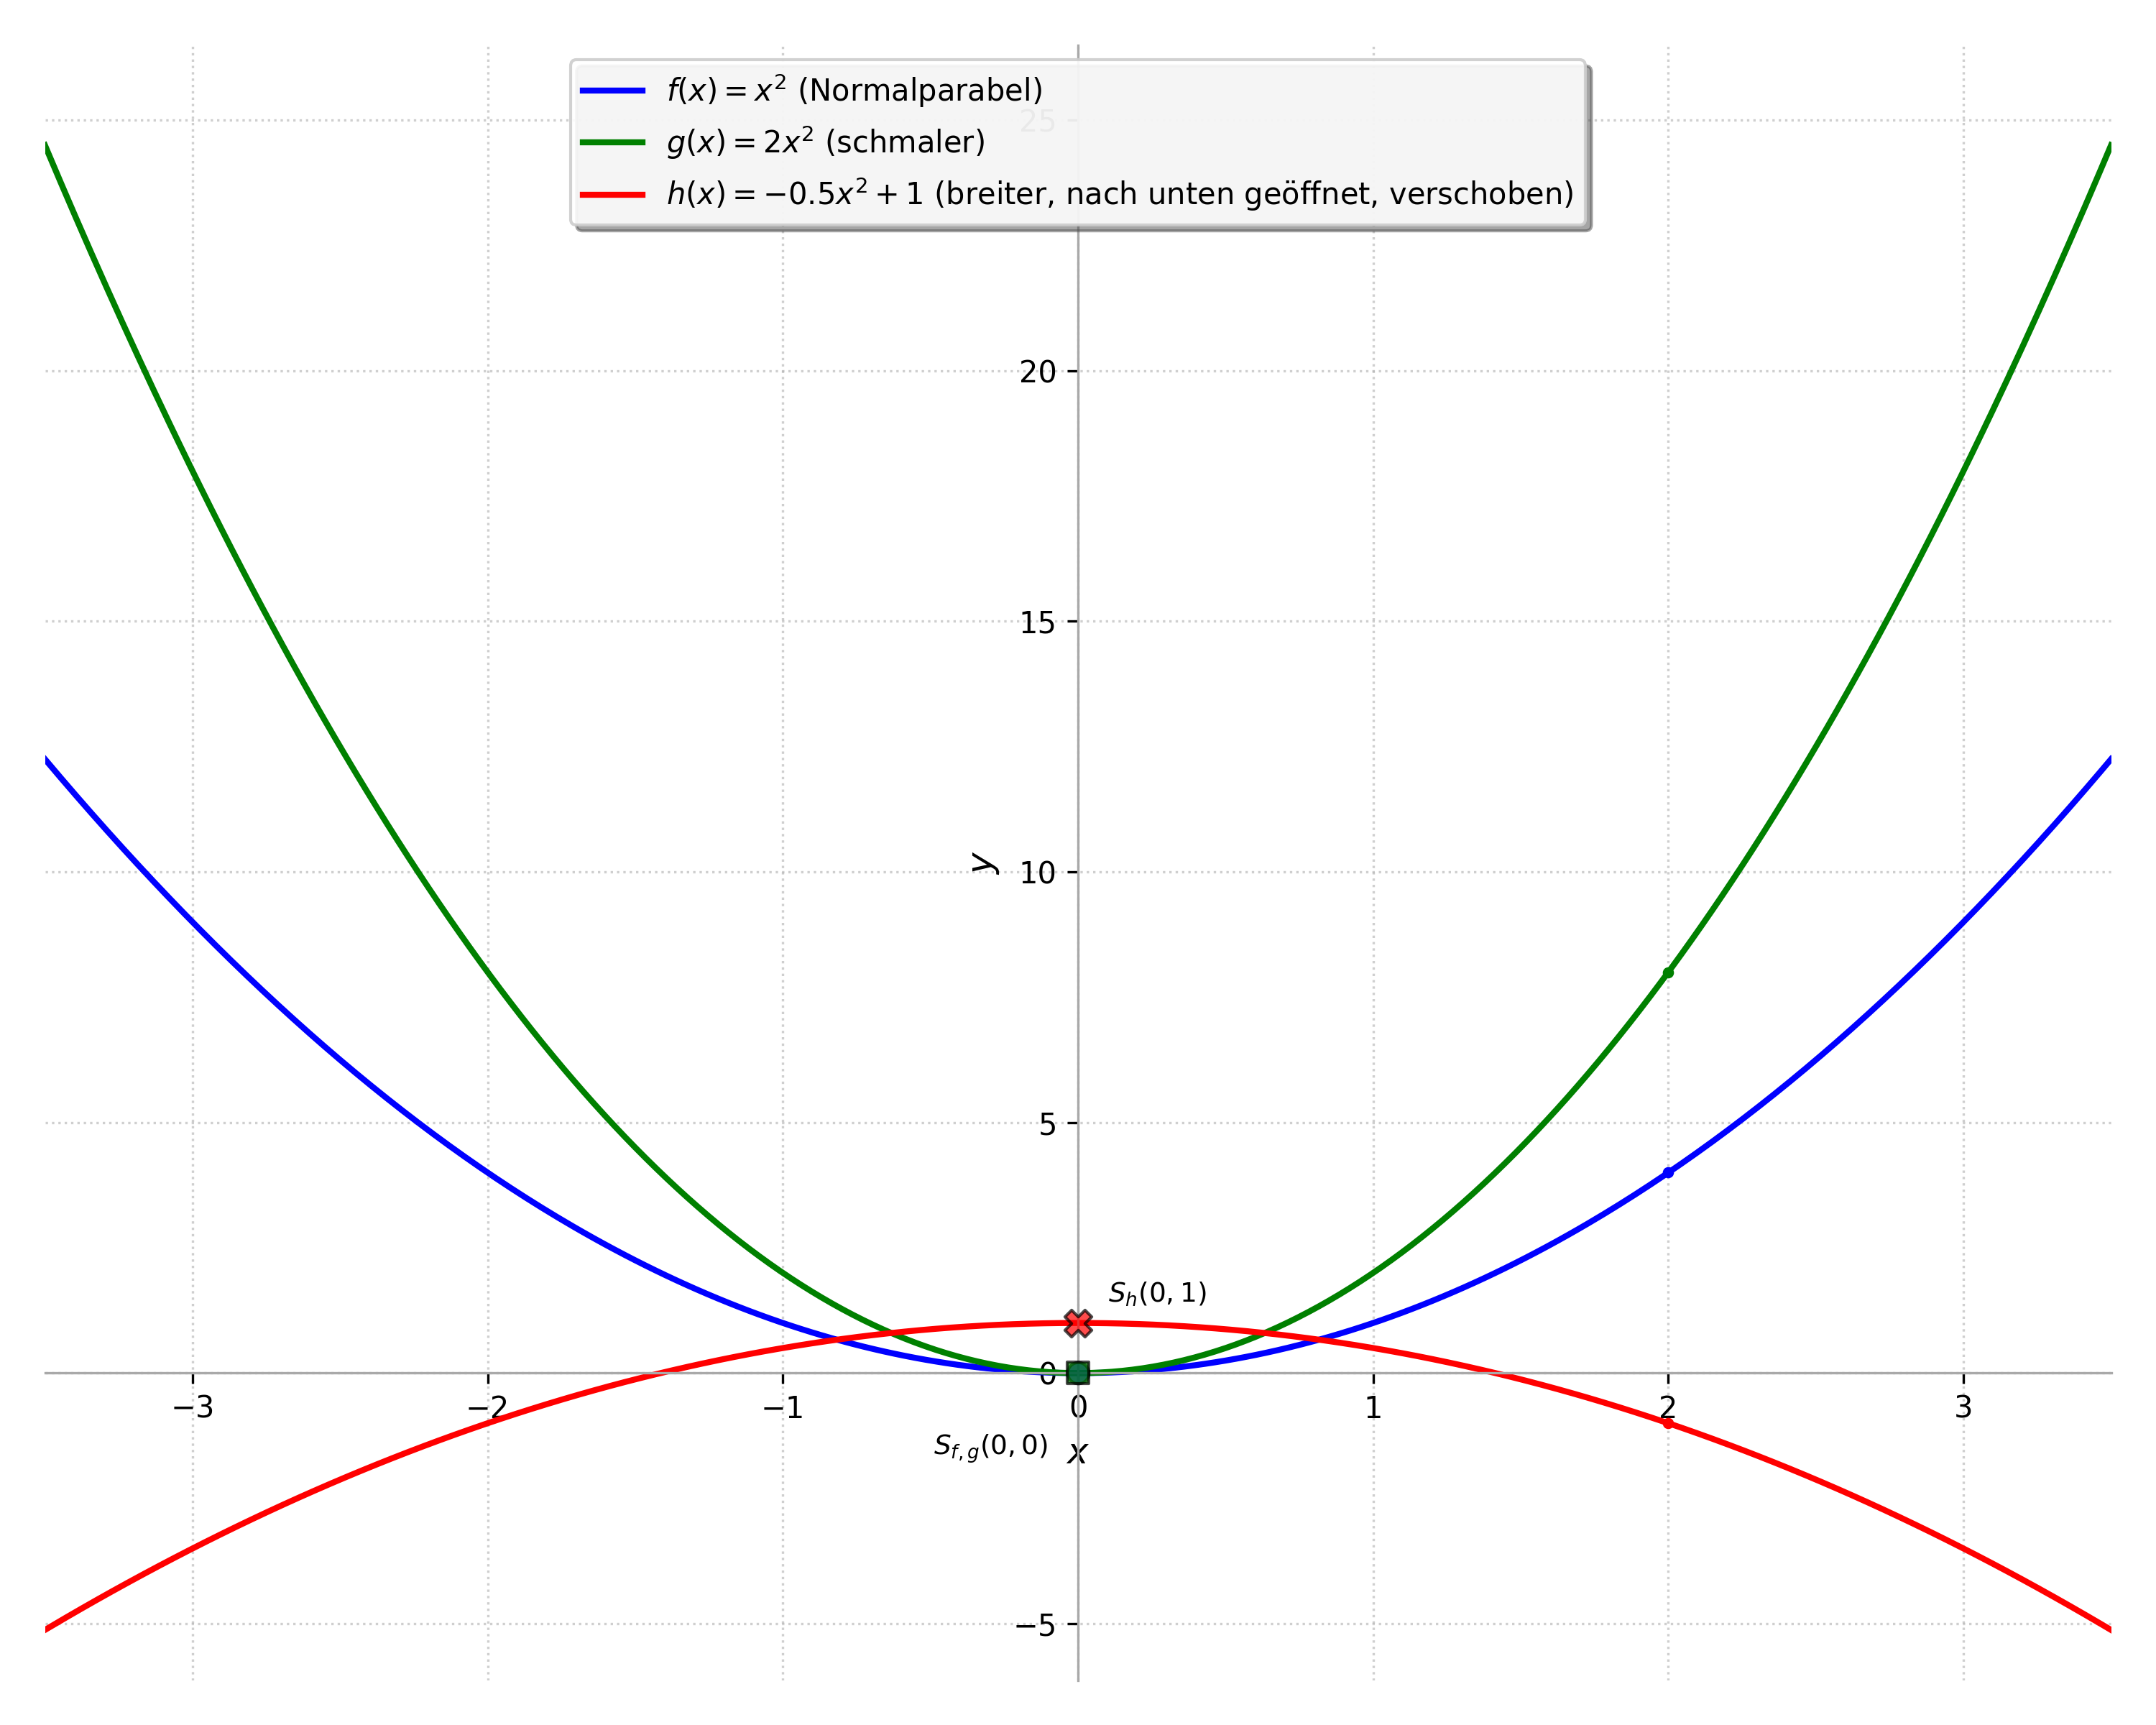 f(x) = x² (Normalparabel)
25
g(x) = 2x² (schmaler)
h(x) = −0.5x² + 1 (breiter, nach unten geöffnet, verschoben)
20
15
y
10
5
S_h(0, 1)
0
−3
−2
−1
0
1
2
3
S_{f, g}(0, 0)
x
−5